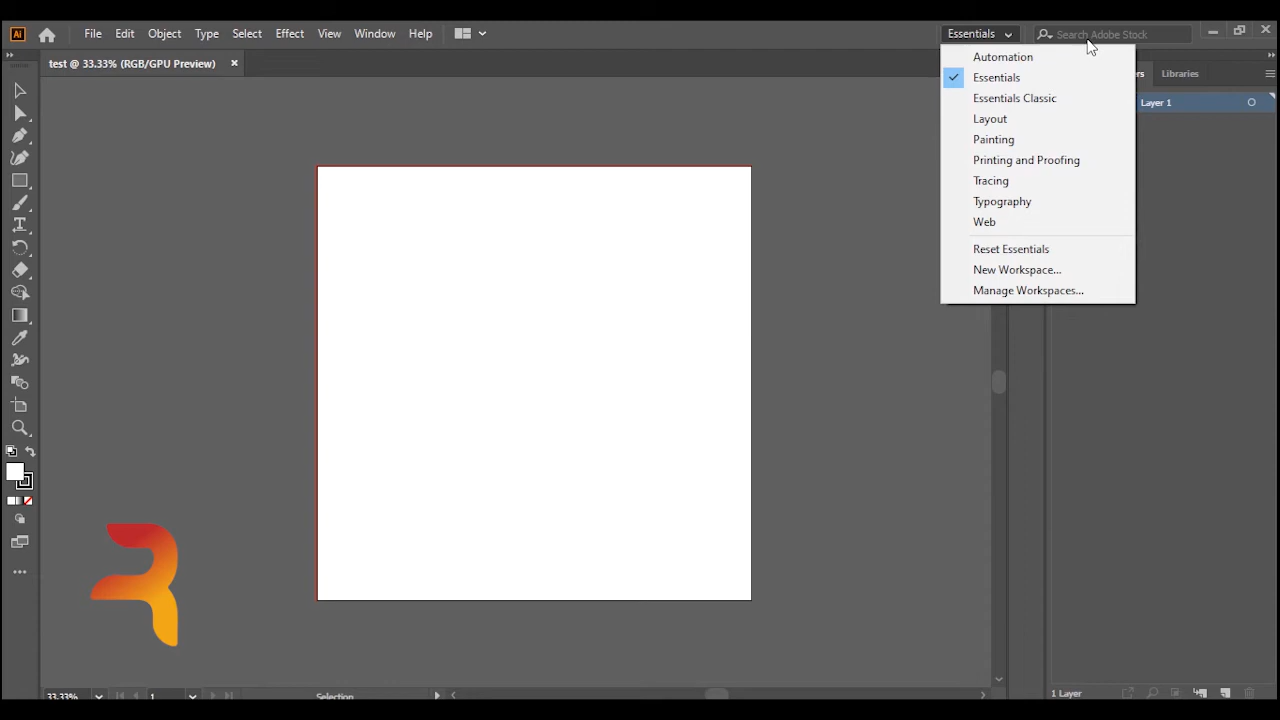 Ai
File Edit Object Type Select Effect View Window Help
Essentials
Search Adobe Stock
test @ 33.33% (RGB/GPU Preview)
Libraries
Layer 1
Automation
Essentials
Essentials Classic
Layout
Painting
Printing and Proofing
Tracing
Typography
Web
Reset Essentials
New Workspace...
Manage Workspaces...
33.33%
1
Selection
1 Layer